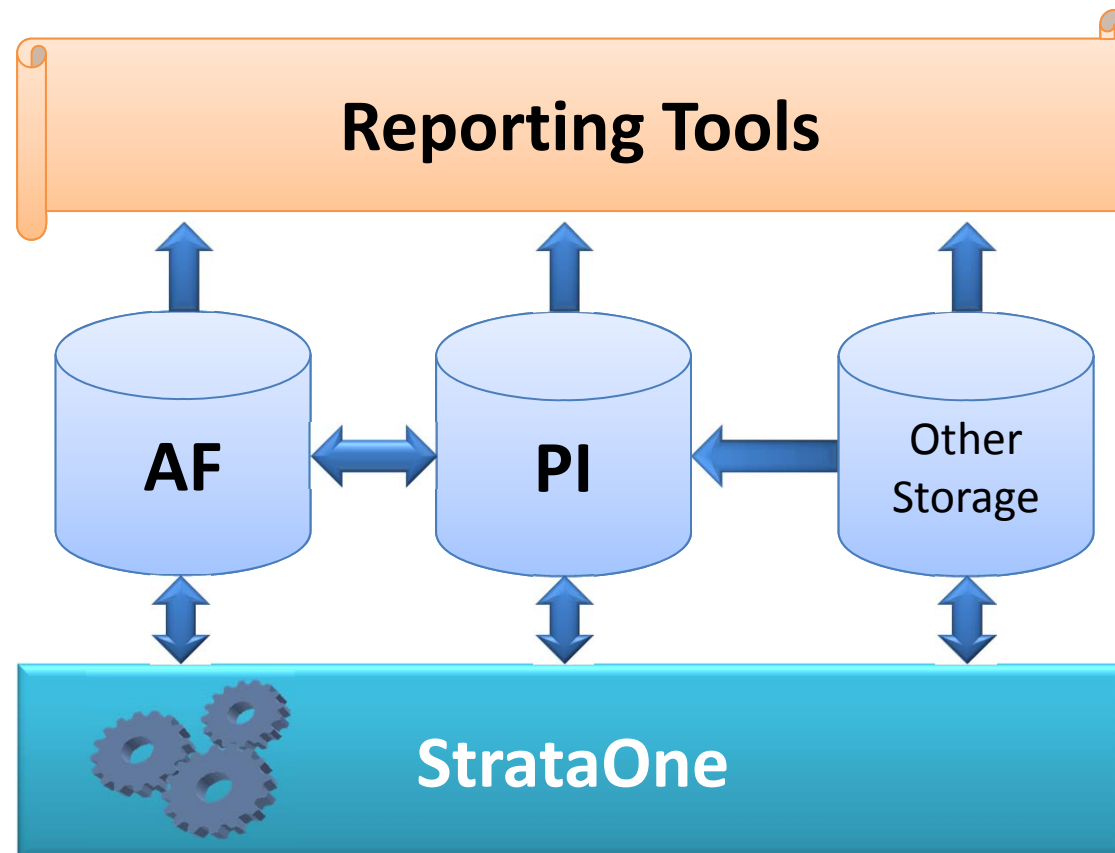 Reporting Tools
AF
PI
Other
Storage
StrataOne